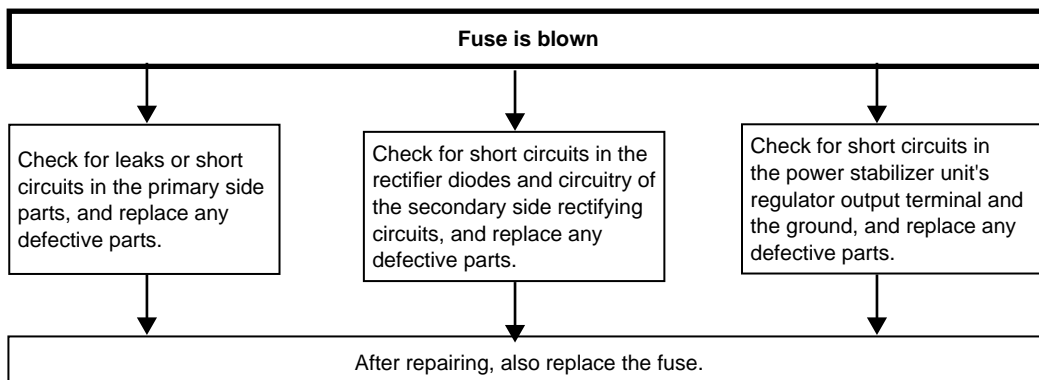 Fuse is blown
Check for leaks or short
circuits in the primary side
parts, and replace any
defective parts.
Check for short circuits in the
rectifier diodes and circuitry of
the secondary side rectifying
circuits, and replace any
defective parts.
Check for short circuits in
the power stabilizer unit's
regulator output terminal and
the ground, and replace any
defective parts.
After repairing, also replace the fuse.